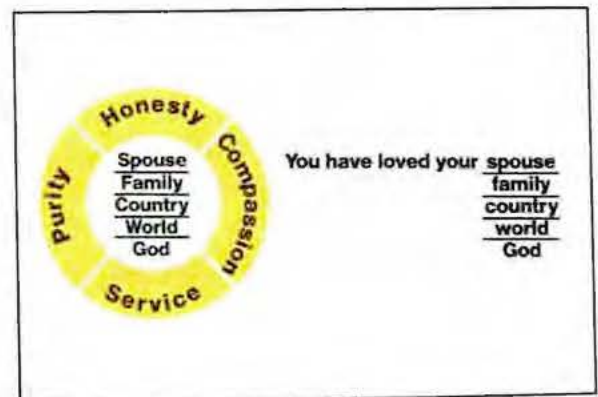 Honesty
Compassion
Service
Purity
Spouse
Family
Country
World
God
You have loved your spouse
family
country
world
God